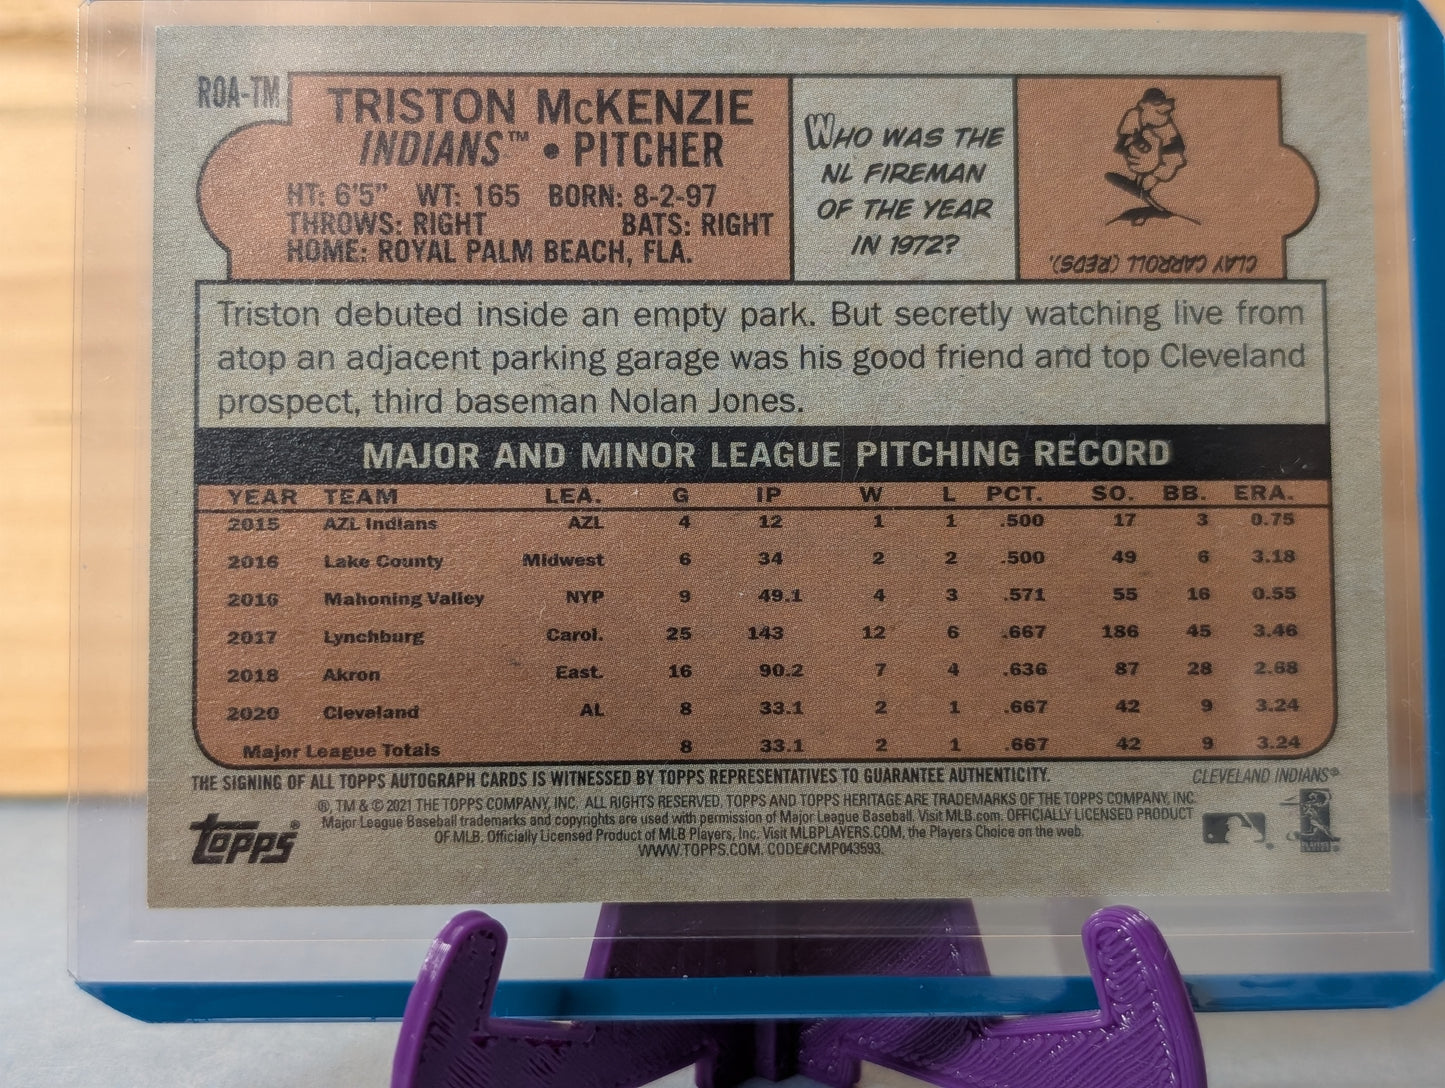 ROA-TM
TRISTON McKENZIE
INDIANS™ • PITCHER
HT: 6'5" WT: 165 BORN: 8-2-97
THROWS: RIGHT BATS: RIGHT
HOME: ROYAL PALM BEACH, FLA.
WHO WAS THE
NL FIREMAN
OF THE YEAR
IN 1972?
CLAY CARROLL (REDS).
Triston debuted inside an empty park. But secretly watching live from
atop an adjacent parking garage was his good friend and top Cleveland
prospect, third baseman Nolan Jones.
MAJOR AND MINOR LEAGUE PITCHING RECORD
YEAR TEAM LEA. G IP W L PCT. SO. BB. ERA.
2015 AZL Indians AZL 4 12 1 1 .500 17 3 0.75
2016 Lake County Midwest 6 34 2 2 .500 49 6 3.18
2016 Mahoning Valley NYP 9 49.1 4 3 .571 55 16 0.55
2017 Lynchburg Carol. 25 143 12 6 .667 186 45 3.46
2018 Akron East. 16 90.2 7 4 .636 87 28 2.68
2020 Cleveland AL 8 33.1 2 1 .667 42 9 3.24
Major League Totals 8 33.1 2 1 .667 42 9 3.24
THE SIGNING OF ALL TOPPS AUTOGRAPH CARDS IS WITNESSED BY TOPPS REPRESENTATIVES TO GUARANTEE AUTHENTICITY.
CLEVELAND INDIANS®
®, TM & © 2021 THE TOPPS COMPANY, INC. ALL RIGHTS RESERVED. TOPPS AND TOPPS HERITAGE ARE TRADEMARKS OF THE TOPPS COMPANY, INC.
Major League Baseball trademarks and copyrights are used with permission of Major League Baseball. Visit MLB.com. OFFICIALLY LICENSED PRODUCT
OF MLB. Officially Licensed Product of MLB Players, Inc. Visit MLBPLAYERS.COM, the Players Choice on the web.
WWW.TOPPS.COM. CODE#CMP043593.
TOPPS®